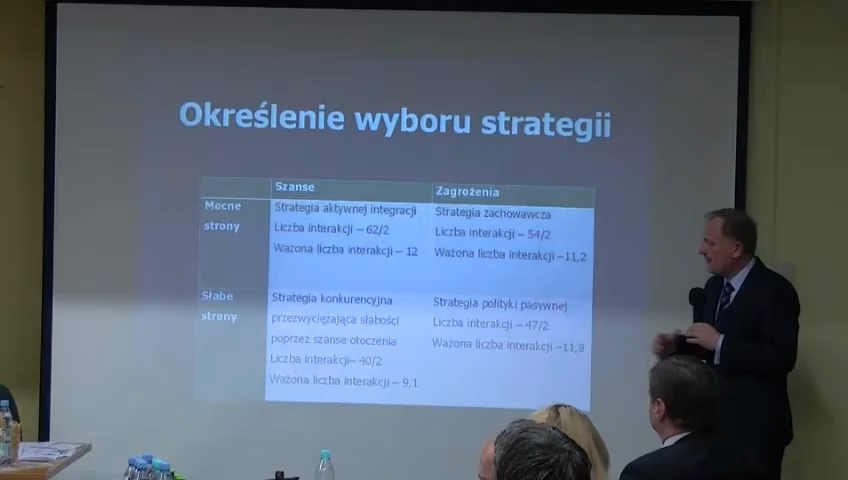 Określenie wyboru strategii
Szanse
Zagrożenia
Mocne
strony
Strategia aktywnej integracji
Liczba interakcji – 62/2
Ważona liczba interakcji – 12
Strategia zachowawcza
Liczba interakcji – 54/2
Ważona liczba interakcji –11,2
Słabe
strony
Strategia konkurencyjna
przezwyciężająca słabości
poprzez szanse otoczenia
Liczba interakcji– 40/2
Ważona liczba interakcji – 9,1
Strategia polityki pasywnej
Liczba interakcji – 47/2
Ważona liczba interakcji –11,8